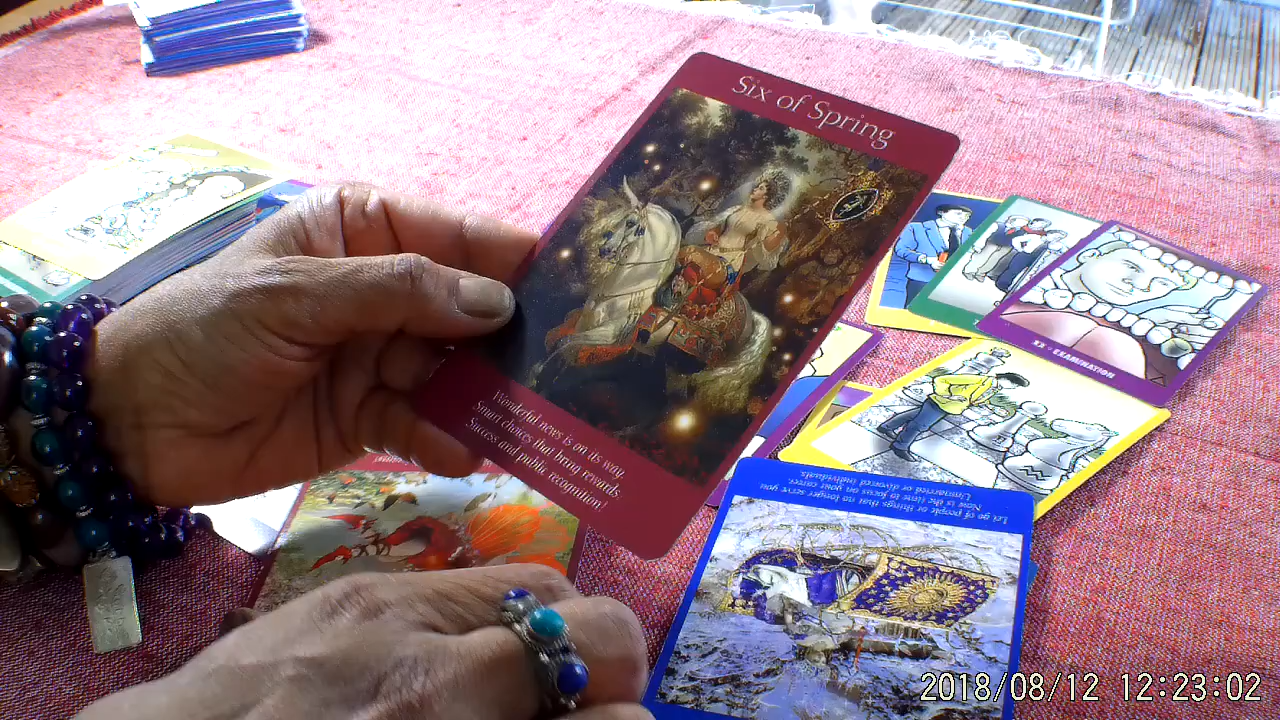 Six of Spring
Wonderful news is on its way.
Smart choices that bring rewards.
Success and public recognition!
XX • EXAMINATION
Let go of people or things that no longer serve you.
Now is the time to focus on your career.
Unmarried or divorced individuals.
2018/08/12 12:23:02